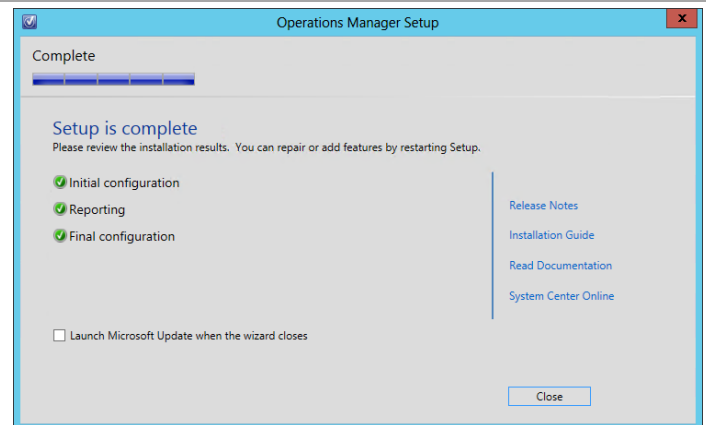 Operations Manager Setup
x
Complete
Setup is complete
Please review the installation results. You can repair or add features by restarting Setup.
Initial configuration
Reporting
Final configuration
Release Notes
Installation Guide
Read Documentation
System Center Online
Launch Microsoft Update when the wizard closes
Close